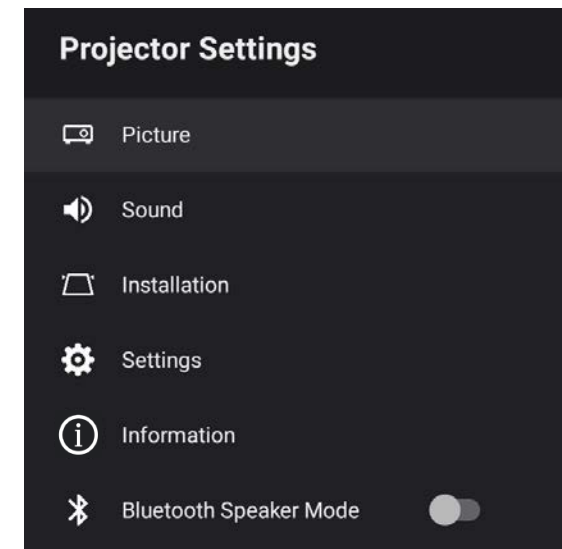 Projector Settings
Picture
Sound
Installation
Settings
Information
Bluetooth Speaker Mode